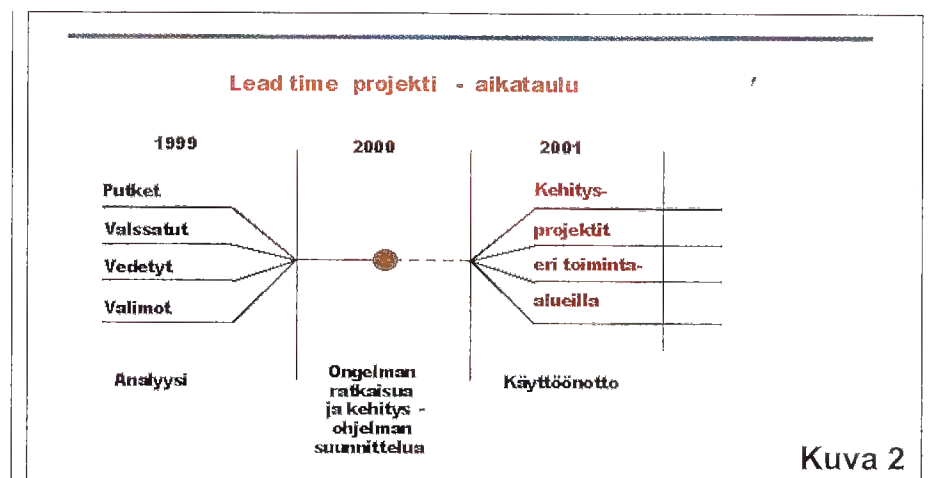 Lead time projekti - aikataulu
1999
2000
2001
Putket
Valssatut
Vedetyt
Valimot
Kehitys-
projektit
eri toiminta-
alueilla
Analyysi
Ongelman
ratkaisua
ja kehitys -
ohjelman
suunnittelua
Käyttöönotto
Kuva 2